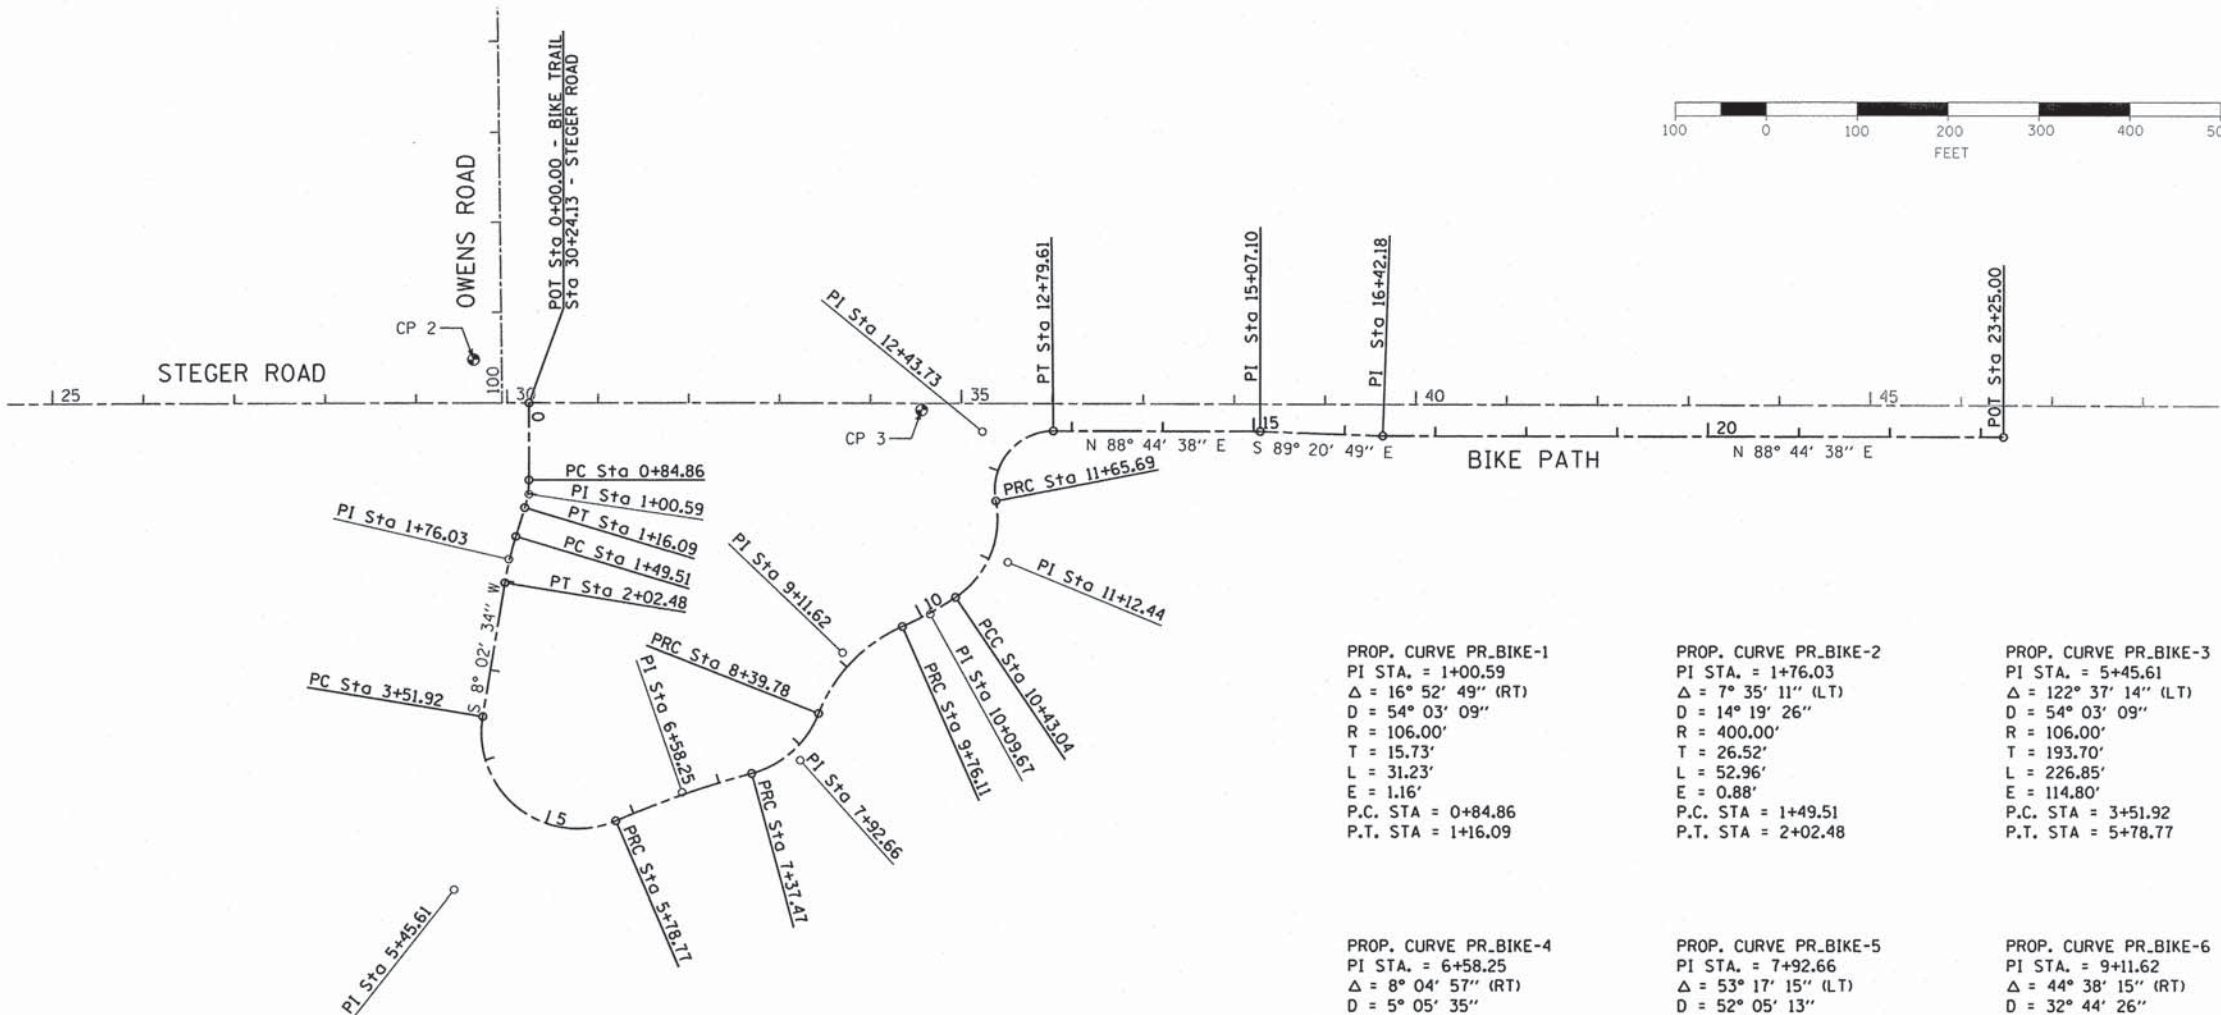 POT Sta 0+00.00 - BIKE TRAIL
Sta 30+24.13 - STEGER ROAD
OWENS ROAD
100 0 100 200 300 400 50
FEET
CP 2
STEGER ROAD
100
25
30
35
40
45
0
CP 3
PI Sta 12+43.73
PT Sta 12+79.61
PI Sta 15+07.10
PI Sta 16+42.18
POT Sta 23+25.00
15
20
N 88° 44' 38" E
S 89° 20' 49" E
BIKE PATH
N 88° 44' 38" E
PC Sta 0+84.86
PI Sta 1+00.59
PT Sta 1+16.09
PC Sta 1+49.51
PI Sta 1+76.03
PT Sta 2+02.48
S 8° 02' 34" W
PC Sta 3+51.92
5
PI Sta 5+45.61
PRC Sta 5+78.77
PI Sta 6+58.25
PRC Sta 7+37.47
PI Sta 7+92.66
PRC Sta 8+39.78
PI Sta 9+11.62
PRC Sta 9+76.11
10
PI Sta 10+09.67
PCC Sta 10+43.04
PI Sta 11+12.44
PRC Sta 11+65.69
PROP. CURVE PR_BIKE-1
PI STA. = 1+00.59
Δ = 16° 52' 49" (RT)
D = 54° 03' 09"
R = 106.00'
T = 15.73'
L = 31.23'
E = 1.16'
P.C. STA = 0+84.86
P.T. STA = 1+16.09
PROP. CURVE PR_BIKE-2
PI STA. = 1+76.03
Δ = 7° 35' 11" (LT)
D = 14° 19' 26"
R = 400.00'
T = 26.52'
L = 52.96'
E = 0.88'
P.C. STA = 1+49.51
P.T. STA = 2+02.48
PROP. CURVE PR_BIKE-3
PI STA. = 5+45.61
Δ = 122° 37' 14" (LT)
D = 54° 03' 09"
R = 106.00'
T = 193.70'
L = 226.85'
E = 114.80'
P.C. STA = 3+51.92
P.T. STA = 5+78.77
PROP. CURVE PR_BIKE-4
PI STA. = 6+58.25
Δ = 8° 04' 57" (RT)
D = 5° 05' 35"
PROP. CURVE PR_BIKE-5
PI STA. = 7+92.66
Δ = 53° 17' 15" (LT)
D = 52° 05' 13"
PROP. CURVE PR_BIKE-6
PI STA. = 9+11.62
Δ = 44° 38' 15" (RT)
D = 32° 44' 26"